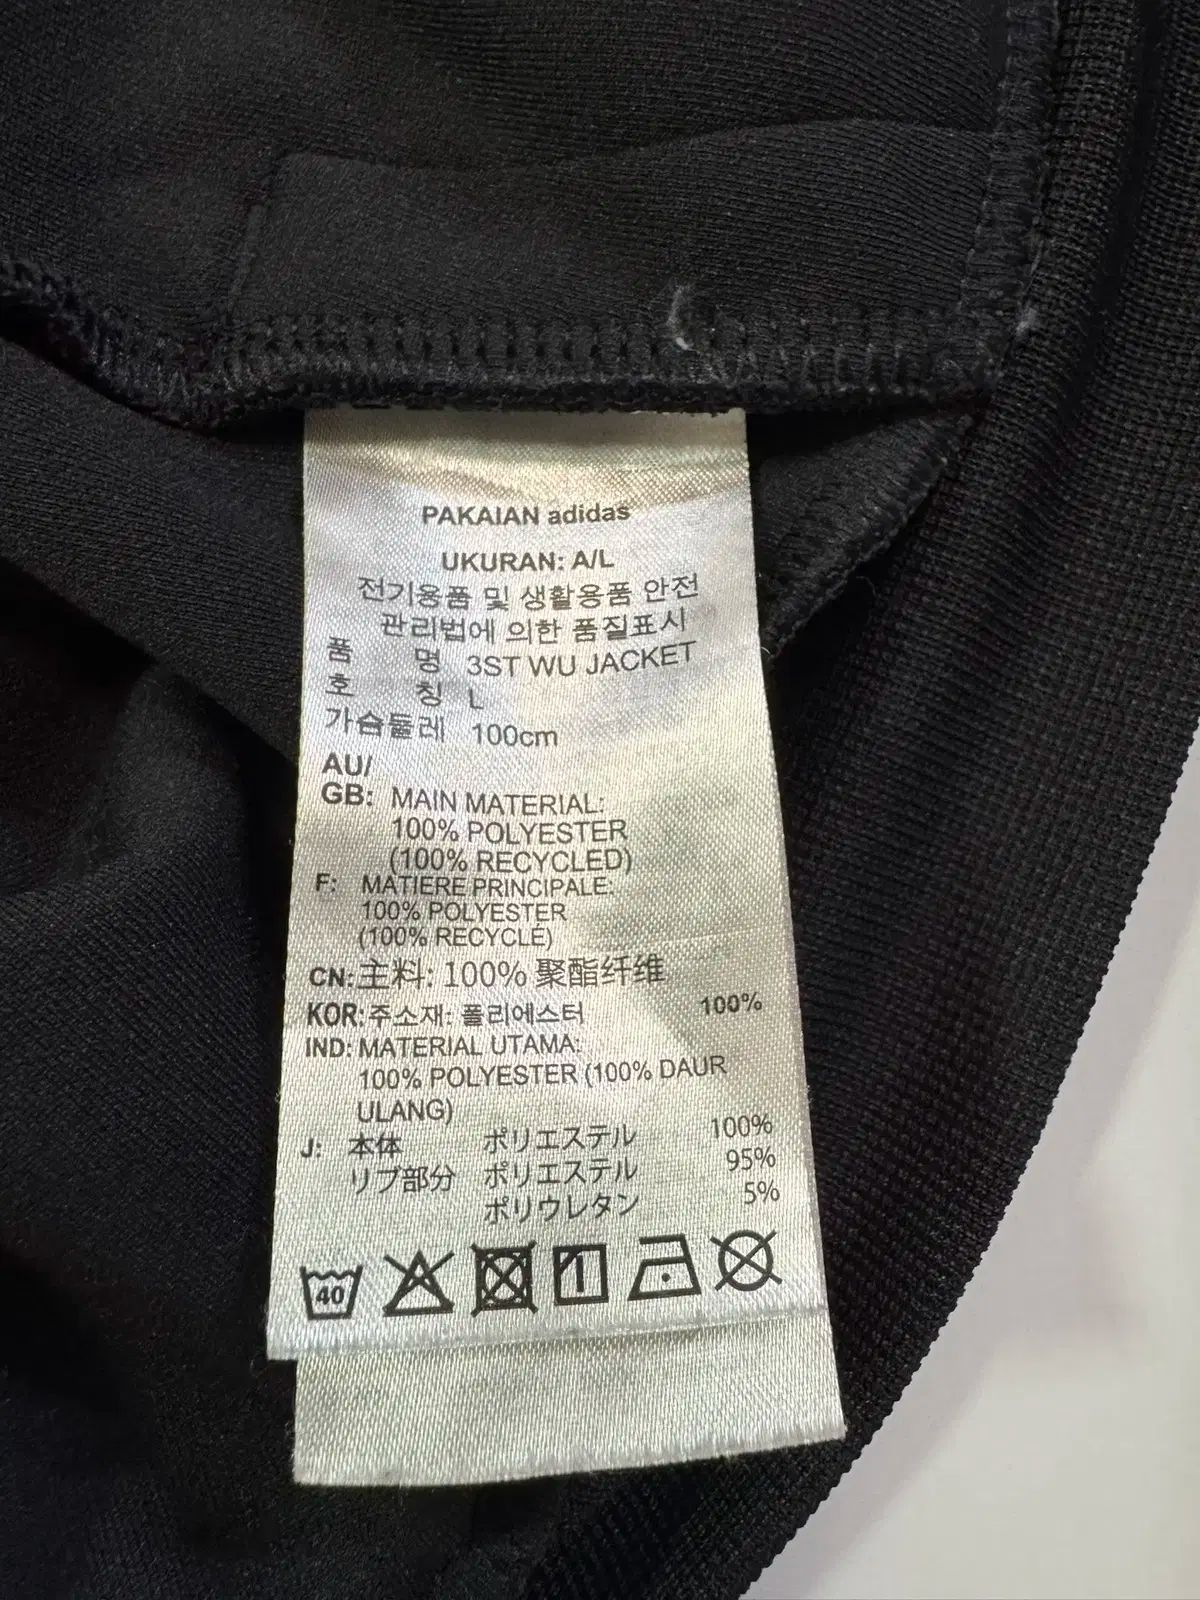 PAKAIAN adidas
UKURAN: A/L
전기용품 및 생활용품 안전
관리법에 의한 품질표시
품 명 3ST WU JACKET
호 칭 L
가슴둘레 100cm
AU/
GB: MAIN MATERIAL:
100% POLYESTER
(100% RECYCLED)
F: MATIERE PRINCIPALE:
100% POLYESTER
(100% RECYCLÉ)
CN: 主料: 100% 聚酯纤维
KOR: 주소재: 폴리에스터 100%
IND: MATERIAL UTAMA:
100% POLYESTER (100% DAUR
ULANG)
J: 本体 ポリエステル 100%
リブ部分 ポリエステル 95%
ポリウレタン 5%
40